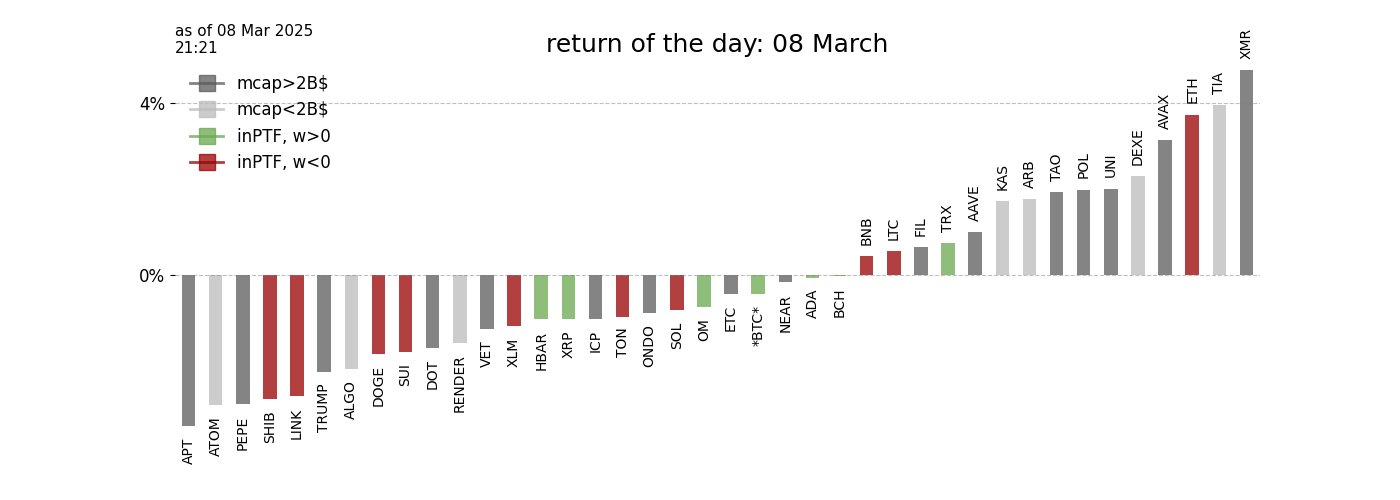 as of 08 Mar 2025
21:21
return of the day: 08 March
mcap>2B$
mcap<2B$
inPTF, w>0
inPTF, w<0
4%
0%
APT
ATOM
PEPE
SHIB
LINK
TRUMP
ALGO
DOGE
SUI
DOT
RENDER
VET
XLM
HBAR
XRP
ICP
TON
ONDO
SOL
OM
ETC
*BTC*
NEAR
ADA
BCH
BNB
LTC
FIL
TRX
AAVE
KAS
ARB
TAO
POL
UNI
DEXE
AVAX
ETH
TIA
XMR